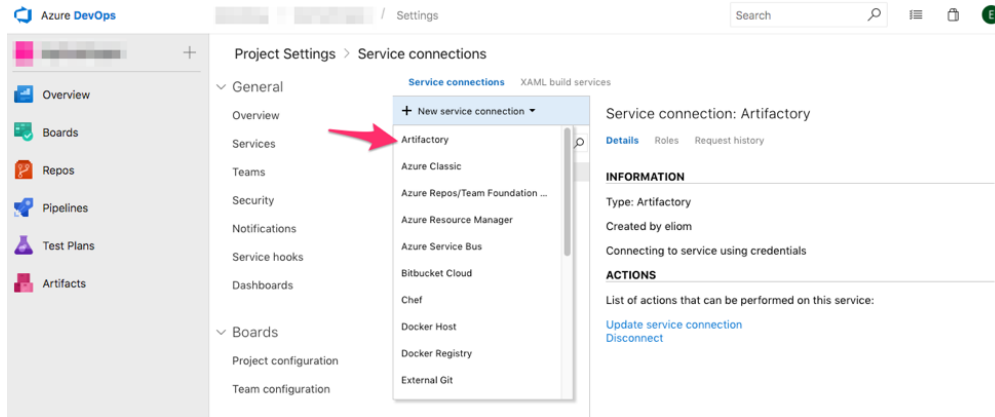 Azure DevOps
/ Settings
Search
E
+
Overview
Boards
Repos
Pipelines
Test Plans
Artifacts
Project Settings > Service connections
General
Overview
Services
Teams
Security
Notifications
Service hooks
Dashboards
Boards
Project configuration
Team configuration
Service connections XAML build services
+ New service connection
Artifactory
Azure Classic
Azure Repos/Team Foundation ...
Azure Resource Manager
Azure Service Bus
Bitbucket Cloud
Chef
Docker Host
Docker Registry
External Git
Service connection: Artifactory
Details Roles Request history
INFORMATION
Type: Artifactory
Created by eliom
Connecting to service using credentials
ACTIONS
List of actions that can be performed on this service:
Update service connection
Disconnect